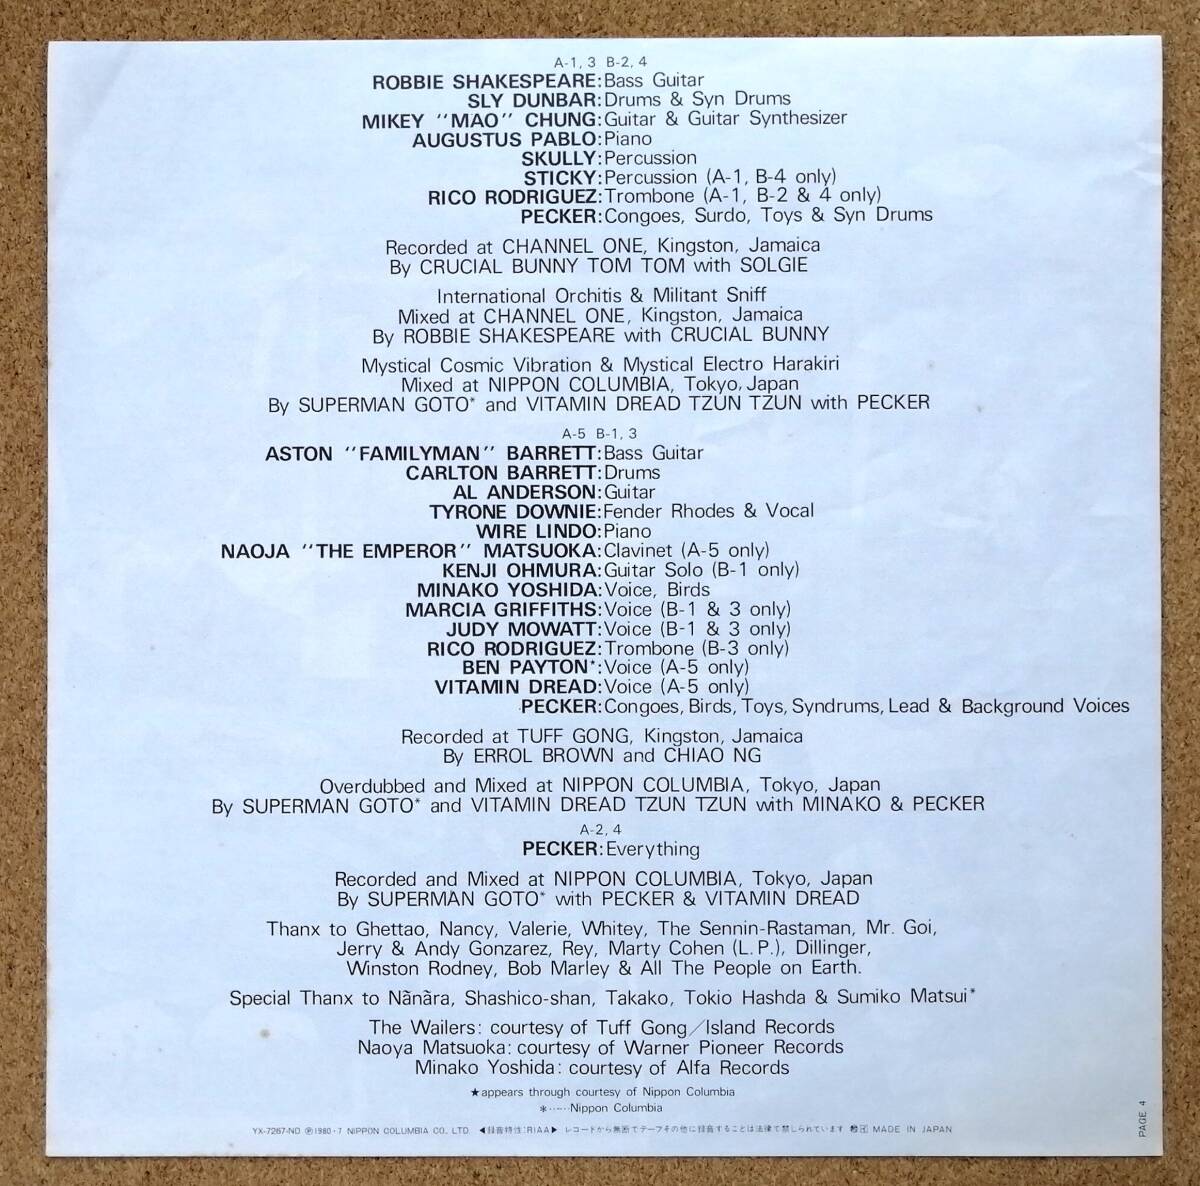 A-1, 3 B-2, 4
ROBBIE SHAKESPEARE:Bass Guitar
SLY DUNBAR:Drums & Syn Drums
MIKEY "MAO" CHUNG:Guitar & Guitar Synthesizer
AUGUSTUS PABLO:Piano
SKULLY:Percussion
STICKY:Percussion (A-1, B-4 only)
RICO RODRIGUEZ:Trombone (A-1, B-2 & 4 only)
PECKER:Congoes, Surdo, Toys & Syn Drums
Recorded at CHANNEL ONE, Kingston, Jamaica
By CRUCIAL BUNNY TOM TOM with SOLGIE
International Orchitis & Militant Sniff
Mixed at CHANNEL ONE, Kingston, Jamaica
By ROBBIE SHAKESPEARE with CRUCIAL BUNNY
Mystical Cosmic Vibration & Mystical Electro Harakiri
Mixed at NIPPON COLUMBIA, Tokyo, Japan
By SUPERMAN GOTO* and VITAMIN DREAD TZUN TZUN with PECKER
A-5 B-1, 3
ASTON "FAMILYMAN" BARRETT:Bass Guitar
CARLTON BARRETT:Drums
AL ANDERSON:Guitar
TYRONE DOWNIE:Fender Rhodes & Vocal
WIRE LINDO:Piano
NAOJA "THE EMPEROR" MATSUOKA:Clavinet (A-5 only)
KENJI OHMURA:Guitar Solo (B-1 only)
MINAKO YOSHIDA:Voice, Birds
MARCIA GRIFFITHS:Voice (B-1 & 3 only)
JUDY MOWATT:Voice (B-1 & 3 only)
RICO RODRIGUEZ:Trombone (B-3 only)
BEN PAYTON*:Voice (A-5 only)
VITAMIN DREAD:Voice (A-5 only)
PECKER:Congoes, Birds, Toys, Syndrums, Lead & Background Voices
Recorded at TUFF GONG, Kingston, Jamaica
By ERROL BROWN and CHIAO NG
Overdubbed and Mixed at NIPPON COLUMBIA, Tokyo, Japan
By SUPERMAN GOTO* and VITAMIN DREAD TZUN TZUN with MINAKO & PECKER
A-2, 4
PECKER:Everything
Recorded and Mixed at NIPPON COLUMBIA, Tokyo, Japan
By SUPERMAN GOTO* with PECKER & VITAMIN DREAD
Thanx to Ghettao, Nancy, Valerie, Whitey, The Sennin-Rastaman, Mr. Goi,
Jerry & Andy Gonzarez, Rey, Marty Cohen (L.P.), Dillinger,
Winston Rodney, Bob Marley & All The People on Earth.
Special Thanx to Nãnãra, Shashico-shan, Takako, Tokio Hashda & Sumiko Matsui*
The Wailers: courtesy of Tuff Gong/Island Records
Naoya Matsuoka: courtesy of Warner Pioneer Records
Minako Yoshida: courtesy of Alfa Records
★appears through courtesy of Nippon Columbia
*……Nippon Columbia
YX-7267-ND ℗1980・7 NIPPON COLUMBIA CO., LTD. ◀録音特性:RIAA▶ レコードから無断でテープその他に録音することは法律で禁じられています MADE IN JAPAN
PAGE 4